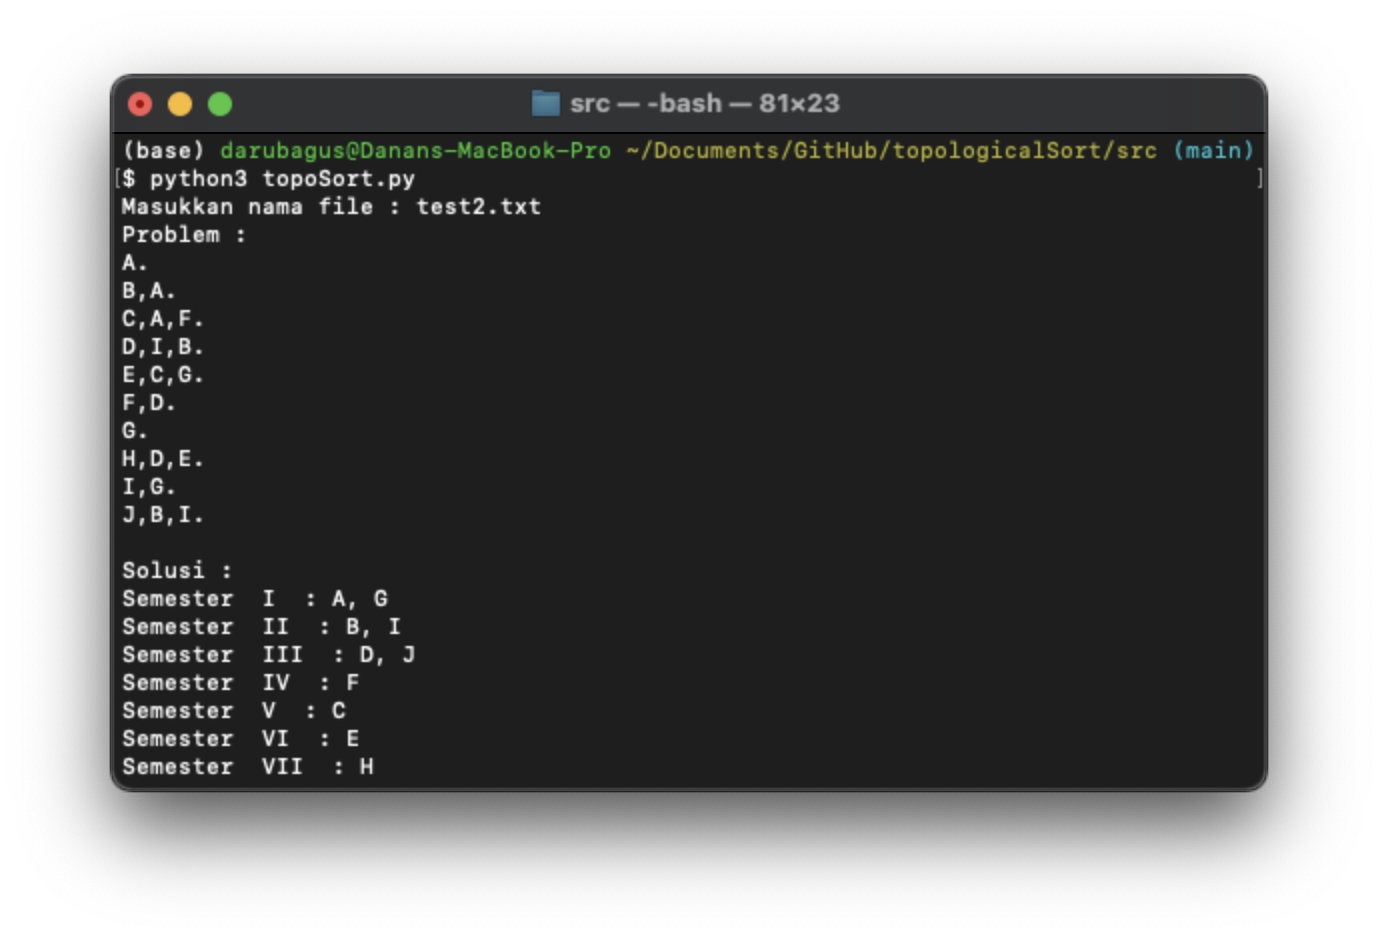 src — -bash — 81×23
(base) darubagus@Danans-MacBook-Pro ~/Documents/GitHub/topologicalSort/src (main)
[$ python3 topoSort.py ]
Masukkan nama file : test2.txt
Problem :
A.
B,A.
C,A,F.
D,I,B.
E,C,G.
F,D.
G.
H,D,E.
I,G.
J,B,I.
Solusi :
Semester  I  : A, G
Semester  II  : B, I
Semester  III  : D, J
Semester  IV  : F
Semester  V  : C
Semester  VI  : E
Semester  VII  : H